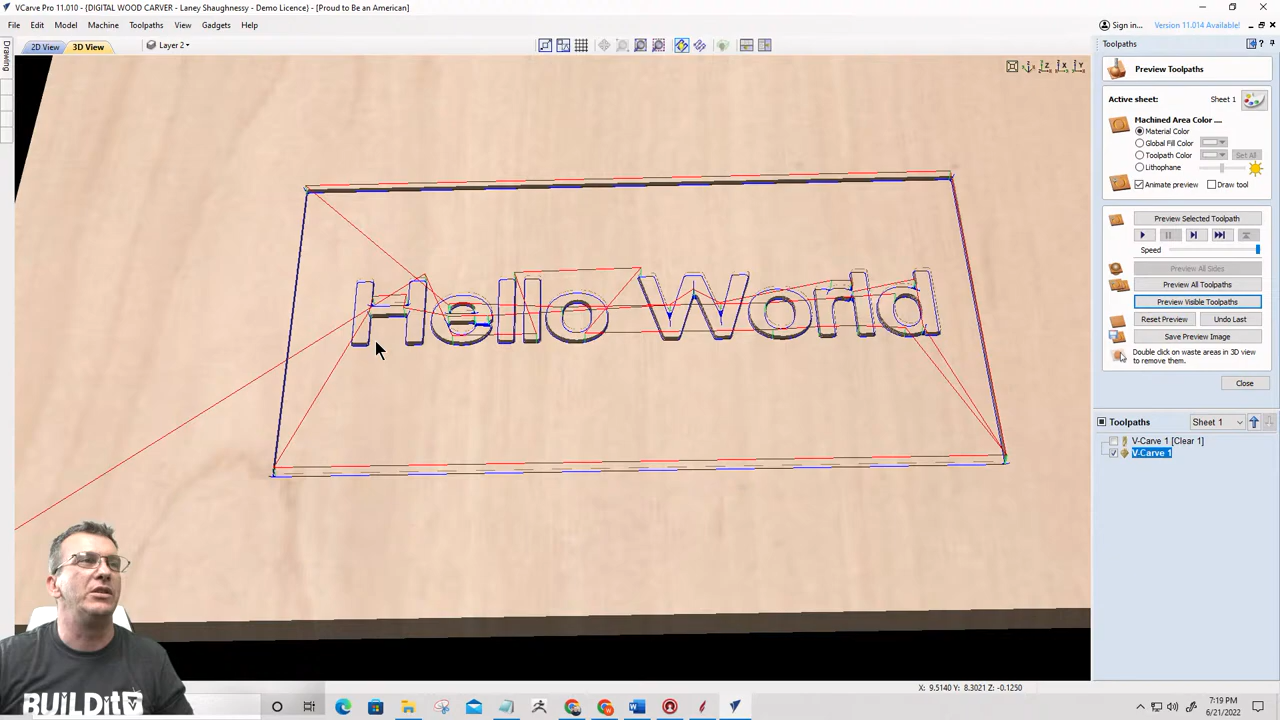 VCarve Pro 11.010 - {DIGITAL WOOD CARVER - Laney Shaughnessy - Demo Licence} - [Proud to Be an American]
File Edit Model Machine Toolpaths View Gadgets Help
Sign in... Version 11.014 Available! ?
2D View 3D View Layer 2
Drawing
Toolpaths
Preview Toolpaths
Active sheet: Sheet 1
Machined Area Color ....
Material Color
Global Fill Color
Toolpath Color Set All
Lithophane
Animate preview Draw tool
Preview Selected Toolpath
Speed
Preview All Sides
Preview All Toolpaths
Preview Visible Toolpaths
Reset Preview Undo Last
Save Preview Image
Double click on waste areas in 3D view
to remove them.
Close
Toolpaths Sheet 1
V-Carve 1 [Clear 1]
V-Carve 1
Hello World
X: 9.5140 Y: 8.3021 Z: -0.1250
BUILDit
7:19 PM
6/21/2022